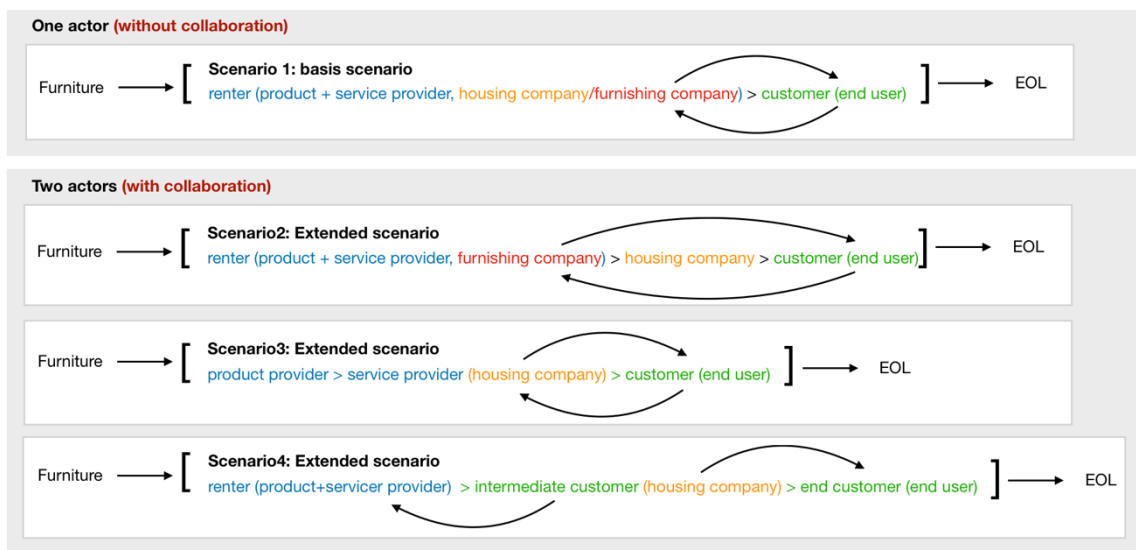 One actor (without collaboration)
Scenario 1: basis scenario
Furniture
renter (product + service provider, housing company/furnishing company) > customer (end user)
EOL
Two actors (with collaboration)
Scenario2: Extended scenario
Furniture
renter (product + service provider, furnishing company) > housing company > customer (end user)
EOL
Scenario3: Extended scenario
Furniture
product provider > service provider (housing company) > customer (end user)
EOL
Scenario4: Extended scenario
Furniture
renter (product+servicer provider) > intermediate customer (housing company) > end customer (end user)
EOL